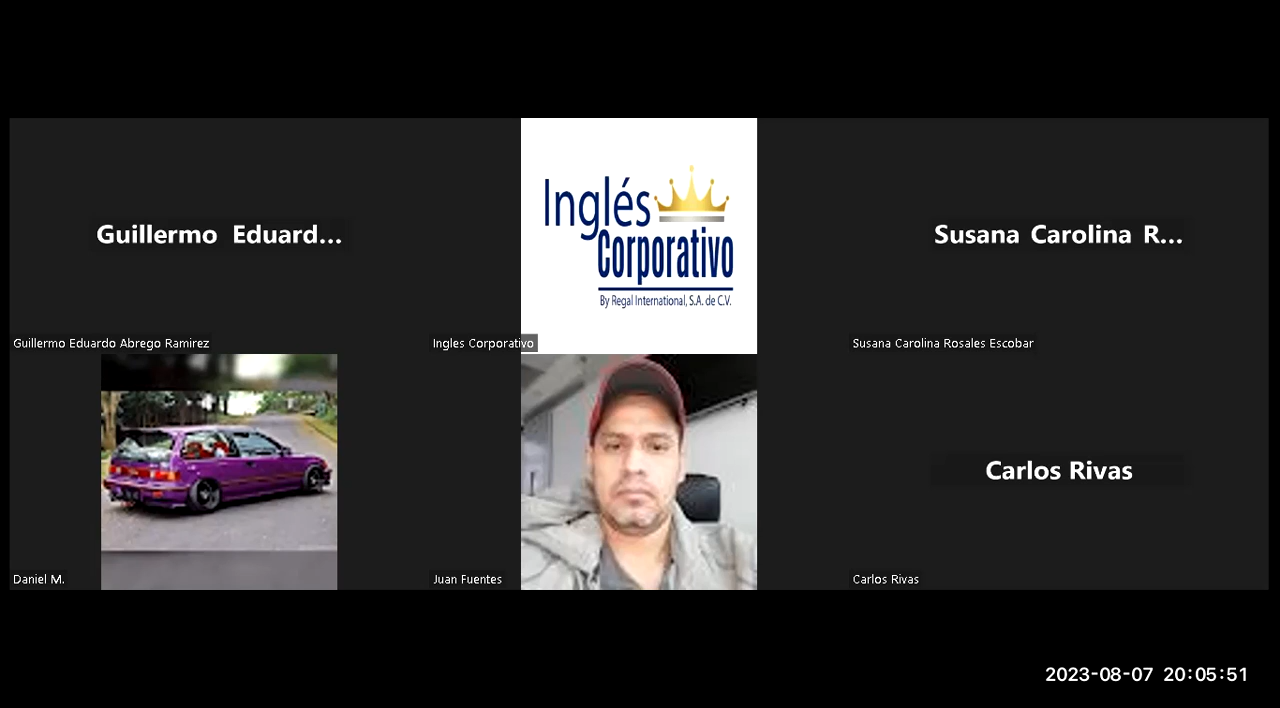 Guillermo Eduard...
Inglés
Corporativo
By Regal International, S.A. de C.V.
Susana Carolina R...
Guillermo Eduardo Abrego Ramirez
Ingles Corporativo
Susana Carolina Rosales Escobar
Carlos Rivas
Daniel M.
Juan Fuentes
Carlos Rivas
2023-08-07 20:05:51